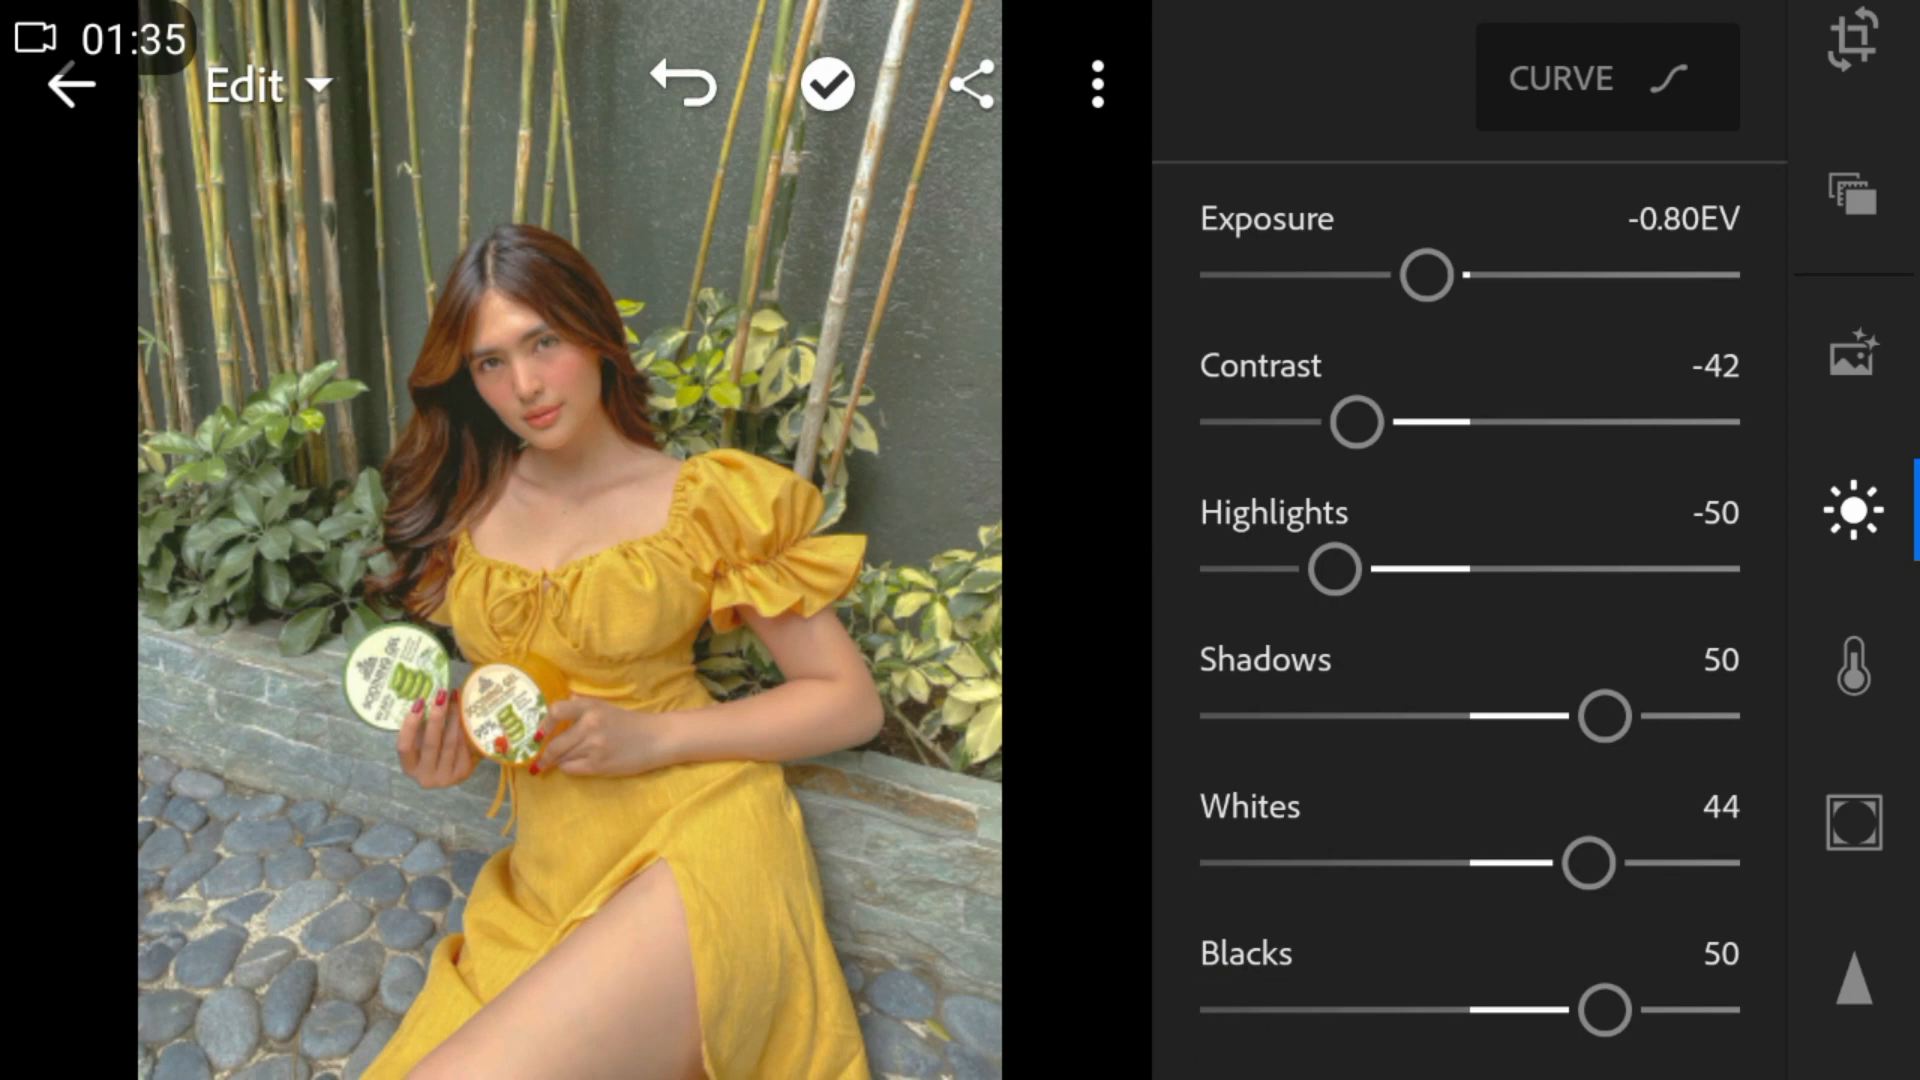 01:35
Edit
CURVE
Exposure -0.80EV
Contrast -42
Highlights -50
Shadows 50
Whites 44
Blacks 50